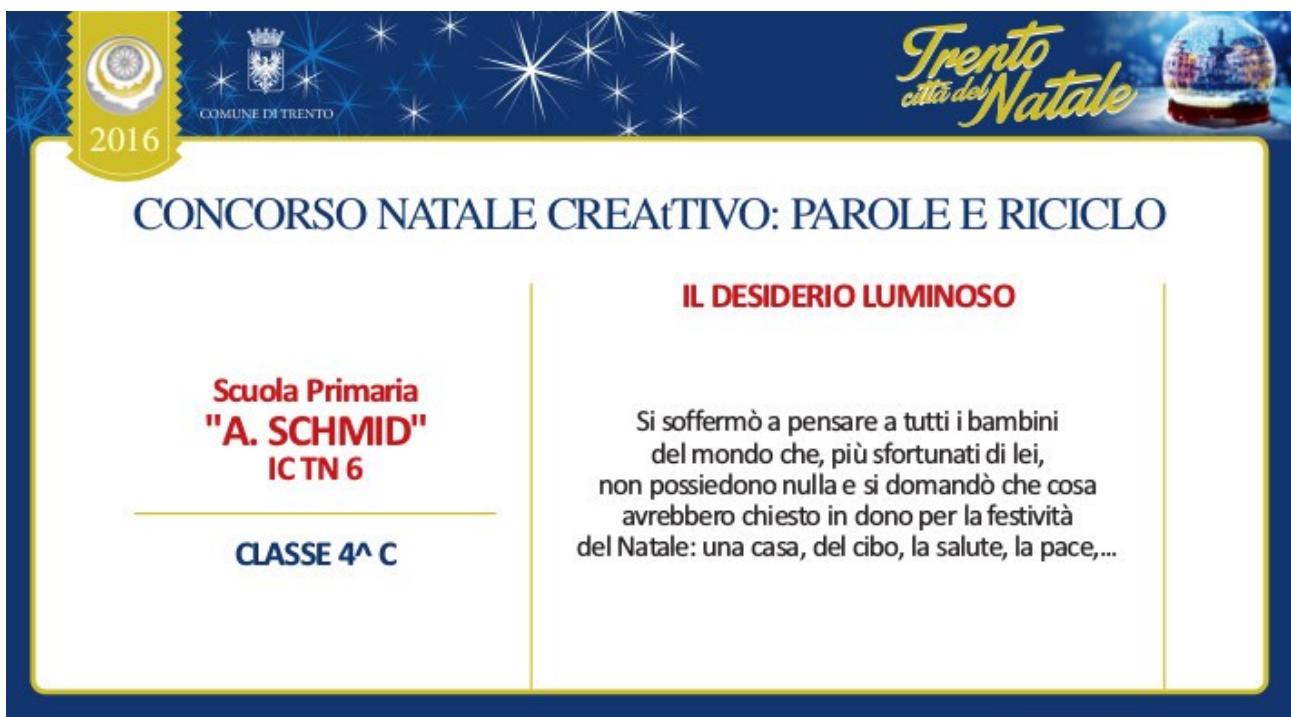 2016
COMUNE DI TRENTO
Trento
città del Natale
CONCORSO NATALE CREAtTIVO: PAROLE E RICICLO
Scuola Primaria
"A. SCHMID"
IC TN 6
CLASSE 4^ C
IL DESIDERIO LUMINOSO
Si soffermò a pensare a tutti i bambini
del mondo che, più sfortunati di lei,
non possiedono nulla e si domandò che cosa
avrebbero chiesto in dono per la festività
del Natale: una casa, del cibo, la salute, la pace,...